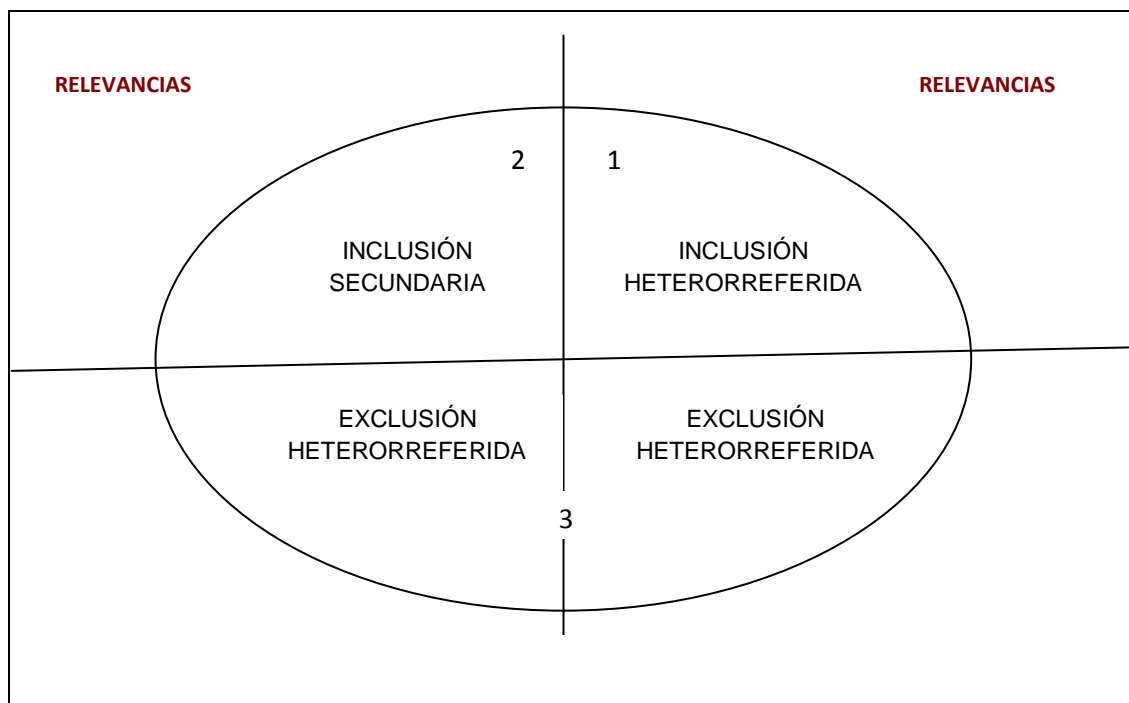 RELEVANCIAS
RELEVANCIAS
2
1
INCLUSIÓN
SECUNDARIA
INCLUSIÓN
HETERORREFERIDA
EXCLUSIÓN
HETERORREFERIDA
EXCLUSIÓN
HETERORREFERIDA
3